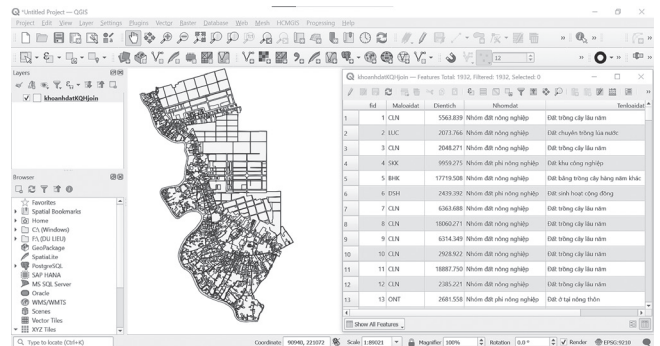 *Untitled Project — QGIS
Project Edit View Layer Settings Plugins Vector Raster Database Web Mesh HCMGIS Processing Help
12
Layers
khoanhdatKQHjoin
Browser
Favorites
Spatial Bookmarks
Home
C:\ (Windows)
F:\ (DU LIEU)
GeoPackage
SpatiaLite
PostgreSQL
SAP HANA
MS SQL Server
Oracle
WMS/WMTS
Scenes
Vector Tiles
XYZ Tiles
khoanhdatKQHjoin — Features Total: 1932, Filtered: 1932, Selected: 0
fid Maloaidat Dientich Nhomdat Tenloaidat
1 1 CLN 5563.839 Nhóm đất nông nghiệp Đất trồng cây lâu năm
2 2 LUC 2073.766 Nhóm đất nông nghiệp Đất chuyên trồng lúa nước
3 3 CLN 2048.271 Nhóm đất nông nghiệp Đất trồng cây lâu năm
4 4 SKK 9959.275 Nhóm đất phi nông nghiệp Đất khu công nghiệp
5 5 BHK 17719.508 Nhóm đất nông nghiệp Đất bằng trồng cây hàng năm khác
6 6 DSH 2439.392 Nhóm đất phi nông nghiệp Đất sinh hoạt cộng đồng
7 7 CLN 6363.688 Nhóm đất nông nghiệp Đất trồng cây lâu năm
8 8 CLN 18060.271 Nhóm đất nông nghiệp Đất trồng cây lâu năm
9 9 CLN 6314.349 Nhóm đất nông nghiệp Đất trồng cây lâu năm
10 10 CLN 2928.922 Nhóm đất nông nghiệp Đất trồng cây lâu năm
11 11 CLN 18887.750 Nhóm đất nông nghiệp Đất trồng cây lâu năm
12 12 CLN 2385.221 Nhóm đất nông nghiệp Đất trồng cây lâu năm
13 13 ONT 2681.558 Nhóm đất phi nông nghiệp Đất ở tại nông thôn
Show All Features
Type to locate (Ctrl+K) Coordinate 90940, 221072 Scale 1:89021 Magnifier 100% Rotation 0.0 ° Render EPSG:9210